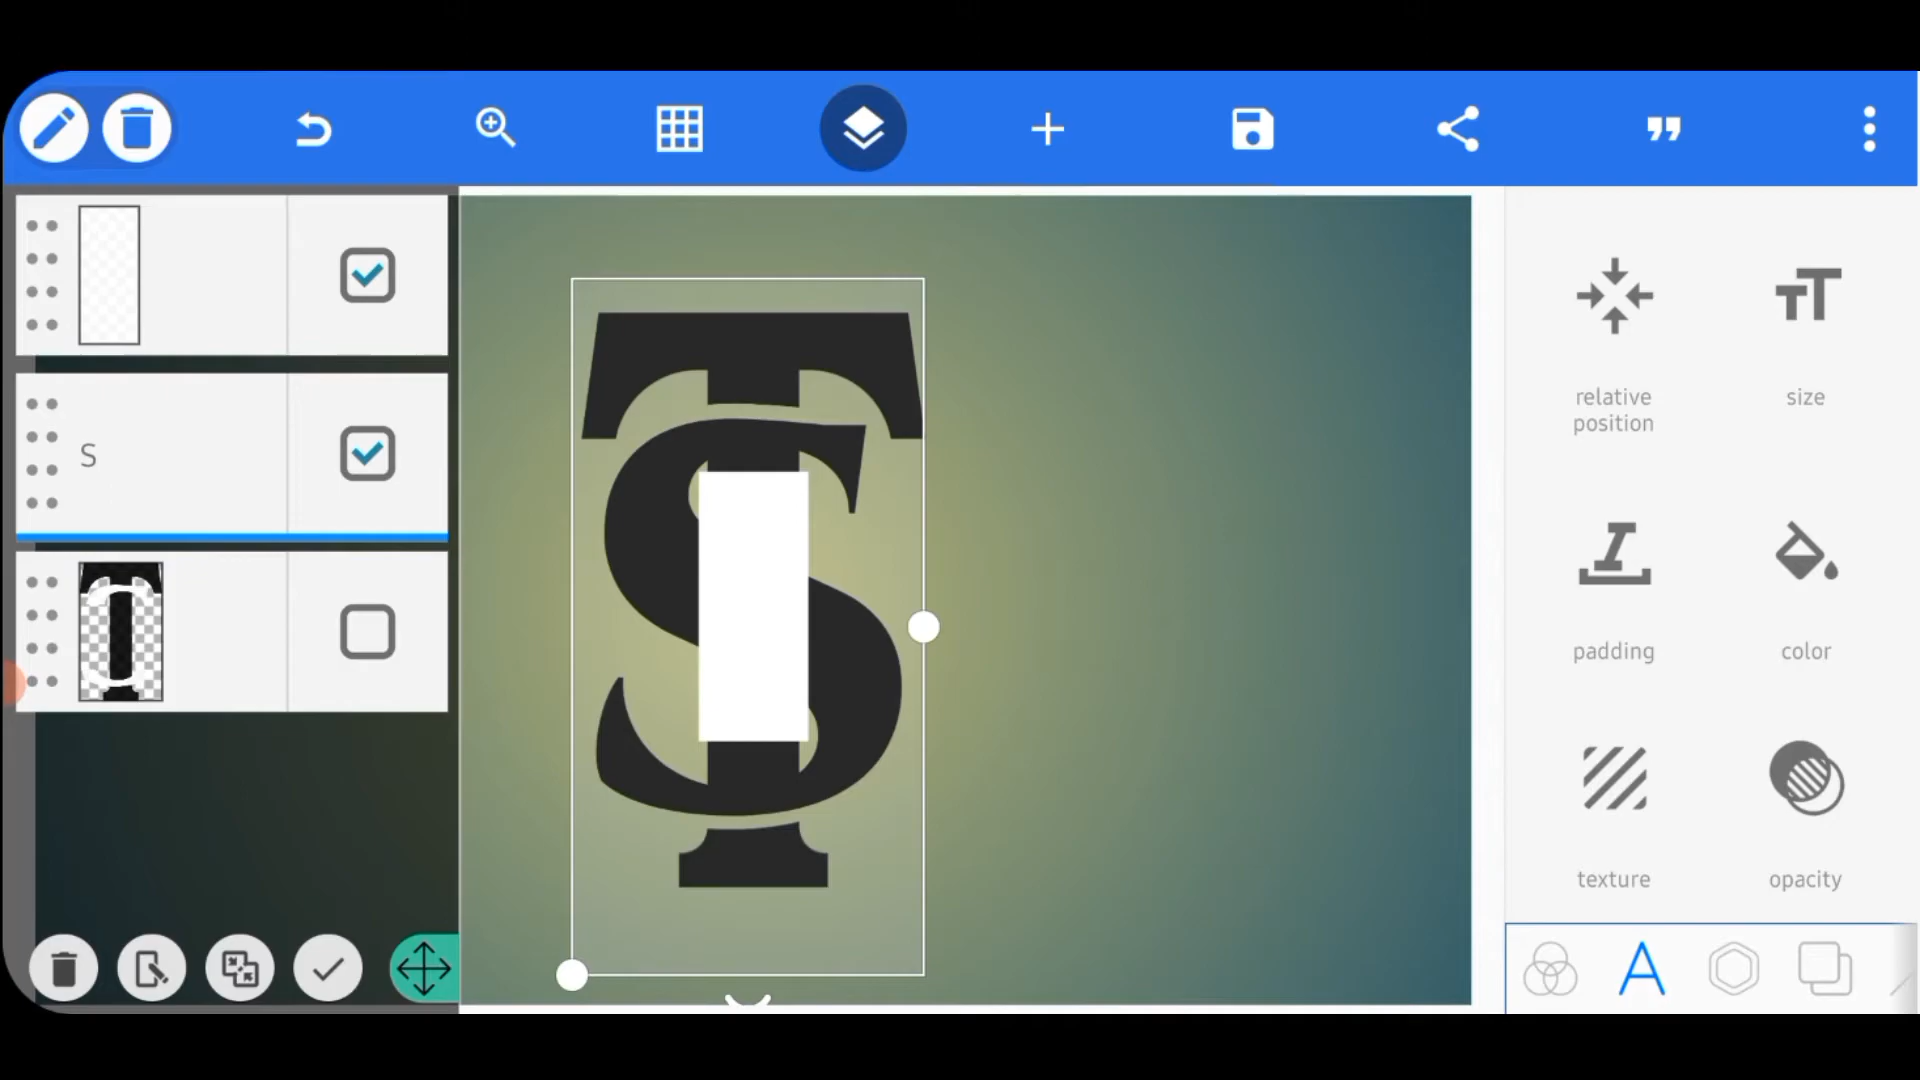 S
T
S
relative
position
size
padding
color
texture
opacity